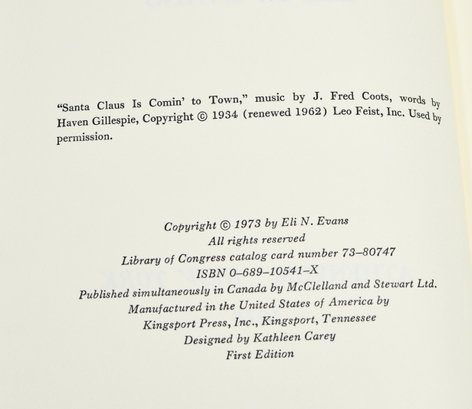 "Santa Claus Is Comin' to Town," music by J. Fred Coots, words by
Haven Gillespie, Copyright © 1934 (renewed 1962) Leo Feist, Inc. Used by
permission.
Copyright © 1973 by Eli N. Evans
All rights reserved
Library of Congress catalog card number 73–80747
ISBN 0–689–10541–X
Published simultaneously in Canada by McClelland and Stewart Ltd.
Manufactured in the United States of America by
Kingsport Press, Inc., Kingsport, Tennessee
Designed by Kathleen Carey
First Edition